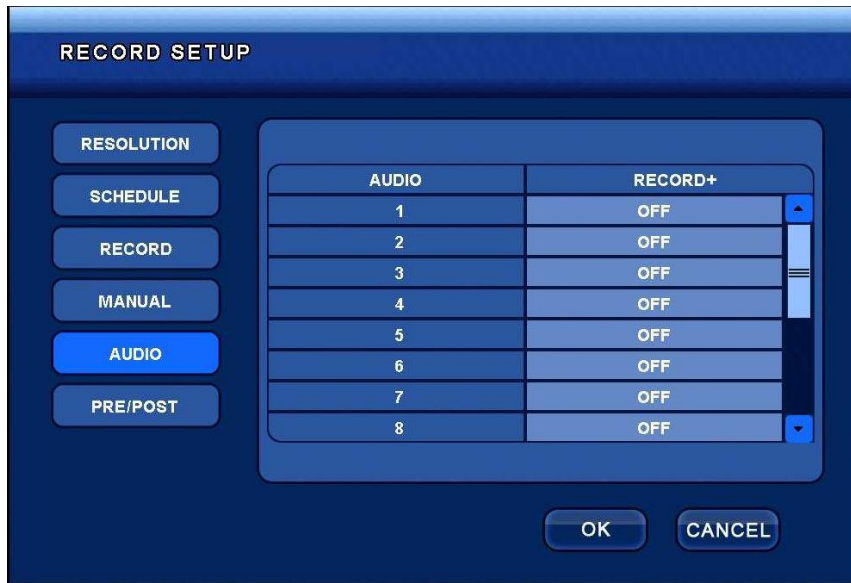 RECORD SETUP
RESOLUTION
SCHEDULE
RECORD
MANUAL
AUDIO
PRE/POST
AUDIO RECORD+
1 OFF
2 OFF
3 OFF
4 OFF
5 OFF
6 OFF
7 OFF
8 OFF
OK CANCEL